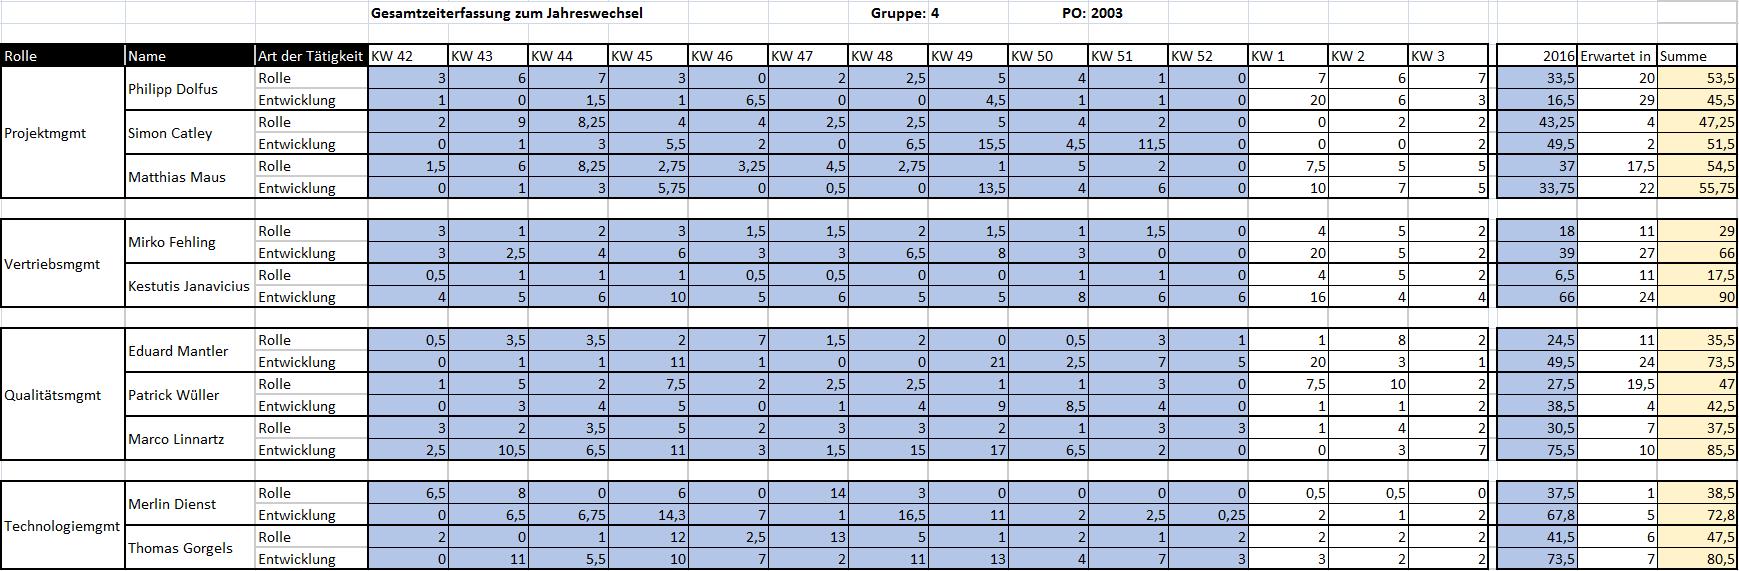 Gesamtzeiterfassung zum Jahreswechsel Gruppe: 4 PO: 2003
Rolle Name Art der Tätigkeit KW 42 KW 43 KW 44 KW 45 KW 46 KW 47 KW 48 KW 49 KW 50 KW 51 KW 52 KW 1 KW 2 KW 3 2016 Erwartet in Summe
Projektmgmt Philipp Dolfus Rolle 3 6 7 3 0 2 2,5 5 4 1 0 7 6 7 33,5 20 53,5
Entwicklung 1 0 1,5 1 6,5 0 0 4,5 1 1 0 20 6 3 16,5 29 45,5
Simon Catley Rolle 2 9 8,25 4 4 2,5 2,5 5 4 2 0 0 2 2 43,25 4 47,25
Entwicklung 0 1 3 5,5 2 0 6,5 15,5 4,5 11,5 0 0 0 2 49,5 2 51,5
Matthias Maus Rolle 1,5 6 8,25 2,75 3,25 4,5 2,75 1 5 2 0 7,5 5 5 37 17,5 54,5
Entwicklung 0 1 3 5,75 0 0,5 0 13,5 4 6 0 10 7 5 33,75 22 55,75
Vertriebsmgmt Mirko Fehling Rolle 3 1 2 3 1,5 1,5 2 1,5 1 1,5 0 4 5 2 18 11 29
Entwicklung 3 2,5 4 6 3 3 6,5 8 3 0 0 20 5 2 39 27 66
Kestutis Janavicius Rolle 0,5 1 1 1 0,5 0,5 0 0 1 1 0 4 5 2 6,5 11 17,5
Entwicklung 4 5 6 10 5 6 5 5 8 6 6 16 4 4 66 24 90
Qualitätsmgmt Eduard Mantler Rolle 0,5 3,5 3,5 2 7 1,5 2 0 0,5 3 1 1 8 2 24,5 11 35,5
Entwicklung 0 1 1 11 1 0 0 21 2,5 7 5 20 3 1 49,5 24 73,5
Patrick Wüller Rolle 1 5 2 7,5 2 2,5 2,5 1 1 3 0 7,5 10 2 27,5 19,5 47
Entwicklung 0 3 4 5 0 1 4 9 8,5 4 0 1 1 2 38,5 4 42,5
Marco Linnartz Rolle 3 2 3,5 5 2 3 3 2 1 3 3 1 4 2 30,5 7 37,5
Entwicklung 2,5 10,5 6,5 11 3 1,5 15 17 6,5 2 0 0 3 7 75,5 10 85,5
Technologiemgmt Merlin Dienst Rolle 6,5 8 0 6 0 14 3 0 0 0 0 0,5 0,5 0 37,5 1 38,5
Entwicklung 0 6,5 6,75 14,3 7 1 16,5 11 2 2,5 0,25 2 1 2 67,8 5 72,8
Thomas Gorgels Rolle 2 0 1 12 2,5 13 5 1 2 1 2 2 2 2 41,5 6 47,5
Entwicklung 0 11 5,5 10 7 2 11 13 4 7 3 3 2 2 73,5 7 80,5